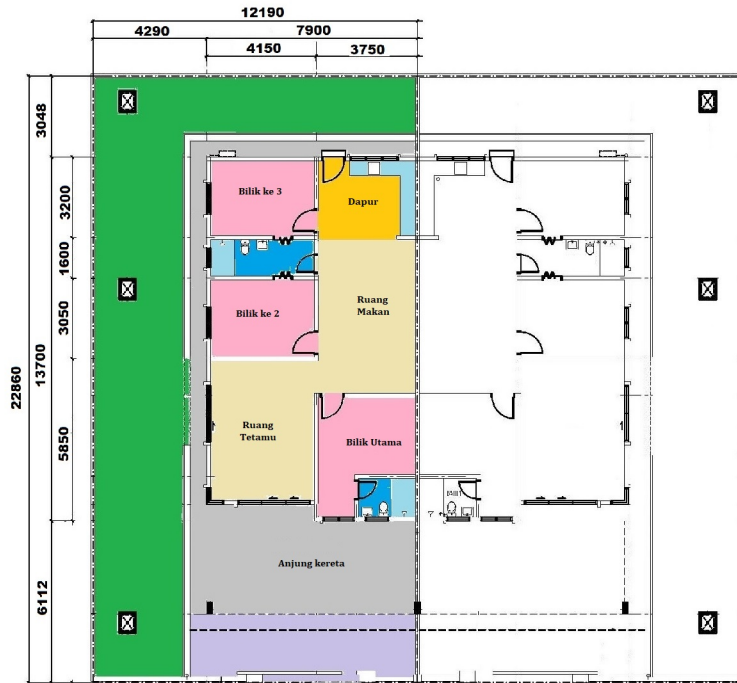 12190
4290
7900
4150
3750
3048
3200
1600
3050
13700
22860
5850
6112
Bilik ke 3
Dapur
Bilik ke 2
Ruang
Makan
Ruang
Tetamu
Bilik Utama
Anjung kereta